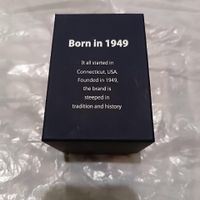 Born in 1949
It all started in
Connecticut, USA.
Founded in 1949,
the brand is
steeped in
tradition and history